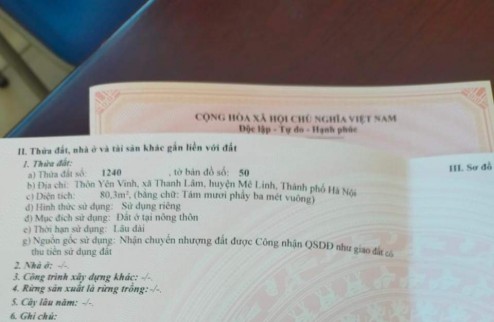 CỘNG HÒA XÃ HỘI CHỦ NGHĨA VIỆT NAM
Độc lập - Tự do - Hạnh phúc
II. Thửa đất, nhà ở và tài sản khác gắn liền với đất
III. Sơ đồ
1. Thửa đất:
a) Thửa đất số: 1240 , tờ bản đồ số: 50
b) Địa chỉ: Thôn Yên Vinh, xã Thanh Lâm, huyện Mê Linh, Thành phố Hà Nội
c) Diện tích: 80,3m², (bằng chữ: Tám mươi phẩy ba mét vuông)
d) Hình thức sử dụng: Sử dụng riêng
đ) Mục đích sử dụng: Đất ở tại nông thôn
e) Thời hạn sử dụng: Lâu dài
g) Nguồn gốc sử dụng: Nhận chuyển nhượng đất được Công nhận QSDĐ như giao đất có
thu tiền sử dụng đất
2. Nhà ở: -/-.
3. Công trình xây dựng khác: -/-.
4. Rừng sản xuất là rừng trồng: -/-.
5. Cây lâu năm: -/-.
6. Ghi chú: